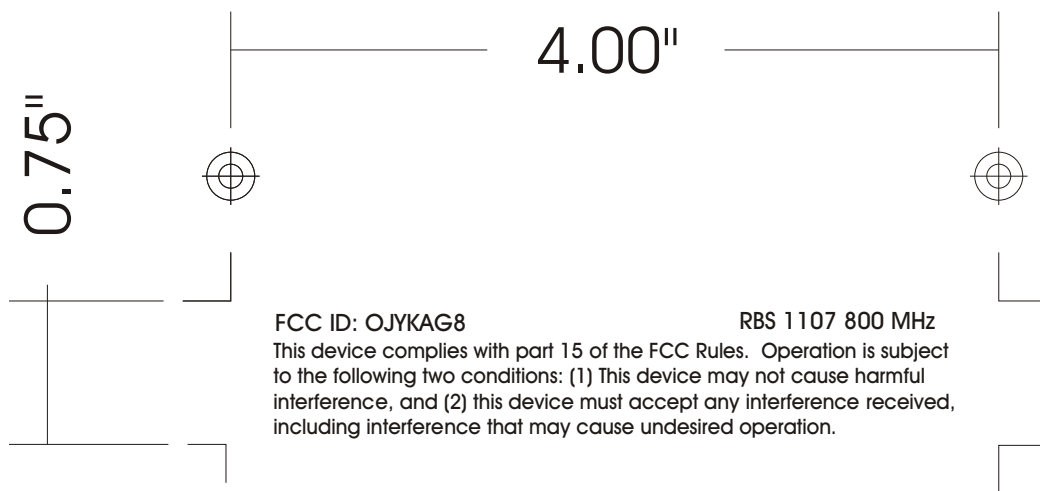 4.00"
0.75"
FCC ID: OJYKAG8 RBS 1107 800 MHz
This device complies with part 15 of the FCC Rules. Operation is subject
to the following two conditions: (1) This device may not cause harmful
interference, and (2) this device must accept any interference received,
including interference that may cause undesired operation.